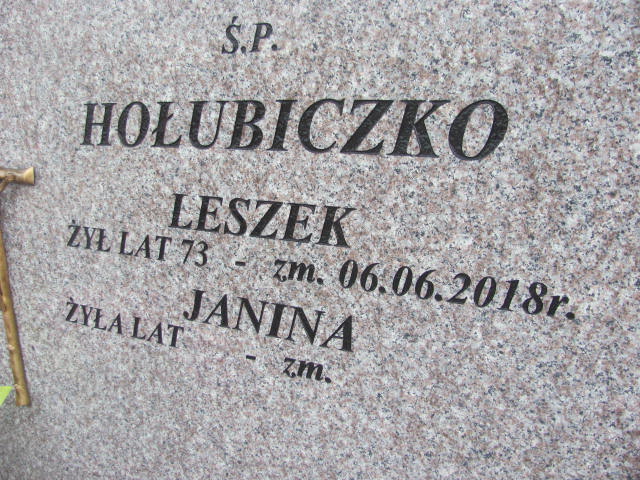 Ś.P.
HOŁUBICZKO
LESZEK
ŻYŁ LAT 73 - zm. 06.06.2018r.
JANINA
ŻYŁA LAT - zm.